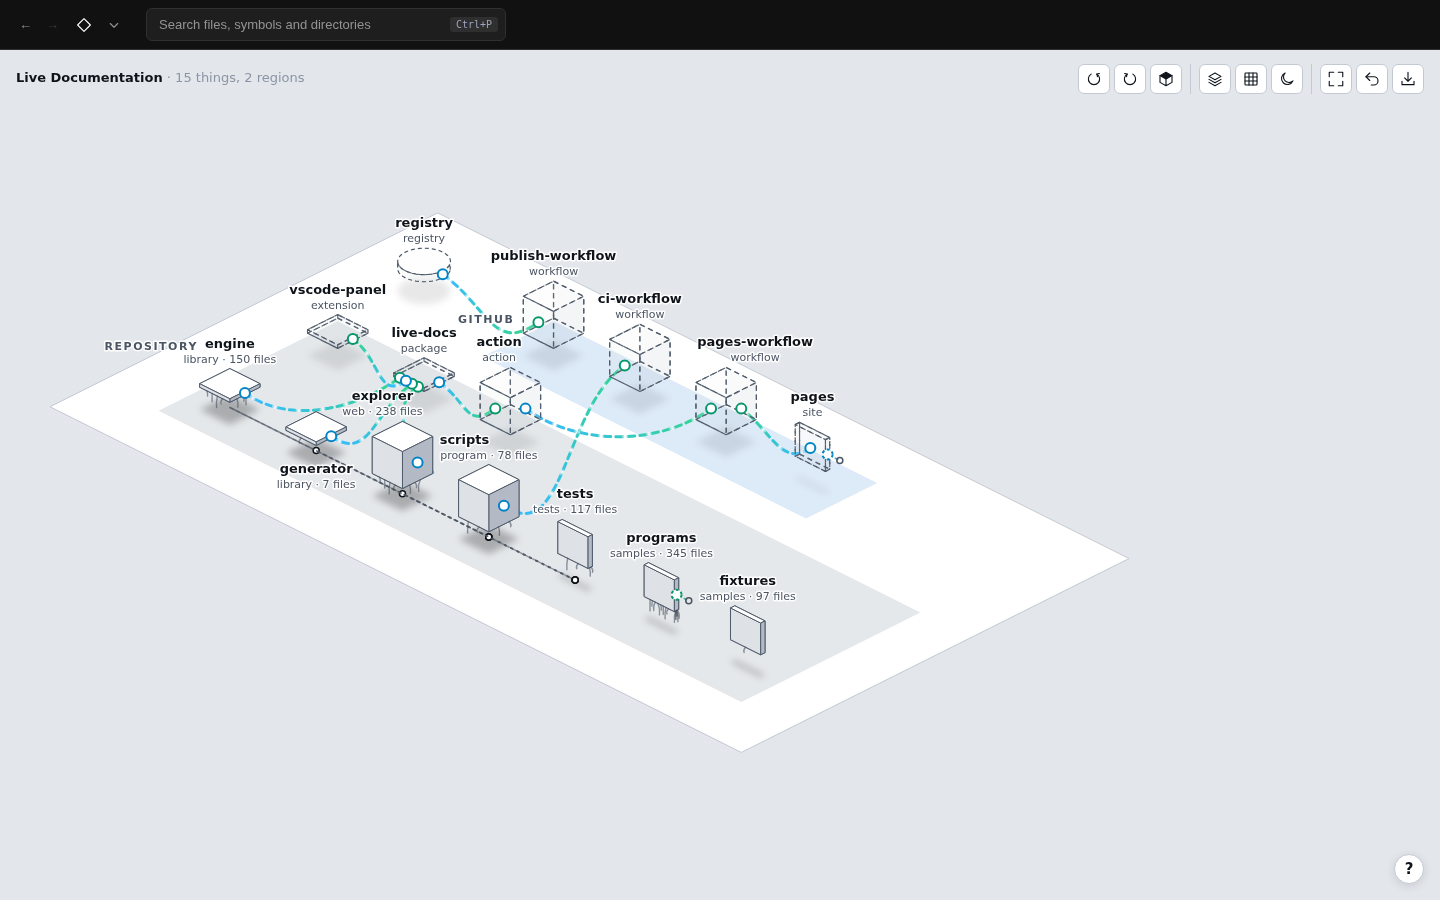 Search files, symbols and directories
Ctrl+P
Live Documentation · 15 things, 2 regions
registry
registry
publish-workflow
workflow
vscode-panel
extension
ci-workflow
workflow
GITHUB
live-docs
package
action
action
pages-workflow
workflow
REPOSITORY
engine
library · 150 files
explorer
web · 238 files
pages
site
scripts
program · 78 files
generator
library · 7 files
tests
tests · 117 files
programs
samples · 345 files
fixtures
samples · 97 files
?